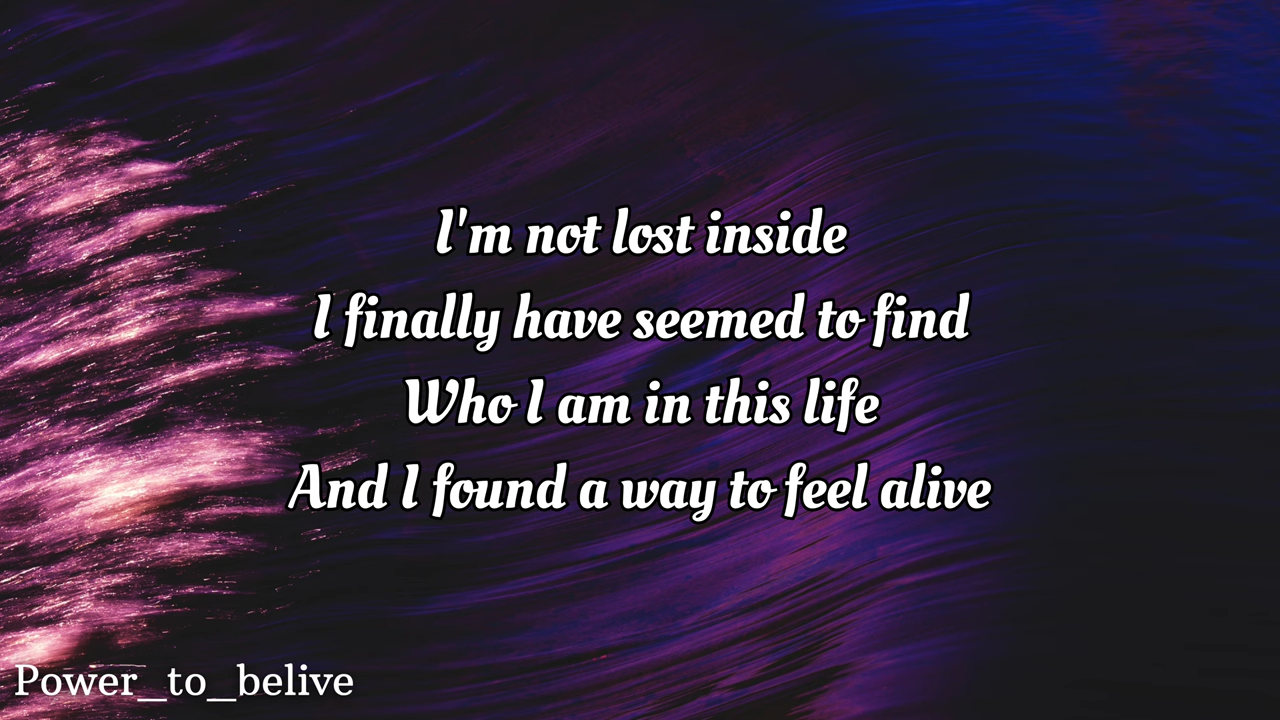 I'm not lost inside
I finally have seemed to find
Who I am in this life
And I found a way to feel alive
Power_to_belive